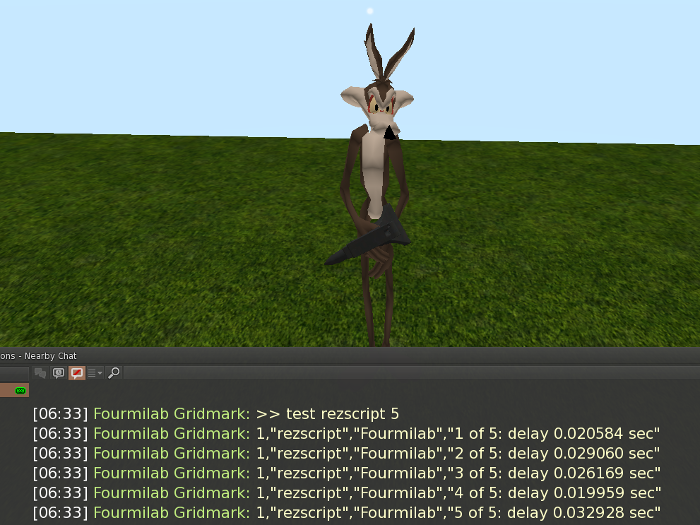 ons - Nearby Chat
[06:33] Fourmilab Gridmark: >> test rezscript 5
[06:33] Fourmilab Gridmark: 1,"rezscript","Fourmilab","1 of 5: delay 0.020584 sec"
[06:33] Fourmilab Gridmark: 1,"rezscript","Fourmilab","2 of 5: delay 0.029060 sec"
[06:33] Fourmilab Gridmark: 1,"rezscript","Fourmilab","3 of 5: delay 0.026169 sec"
[06:33] Fourmilab Gridmark: 1,"rezscript","Fourmilab","4 of 5: delay 0.019959 sec"
[06:33] Fourmilab Gridmark: 1,"rezscript","Fourmilab","5 of 5: delay 0.032928 sec"